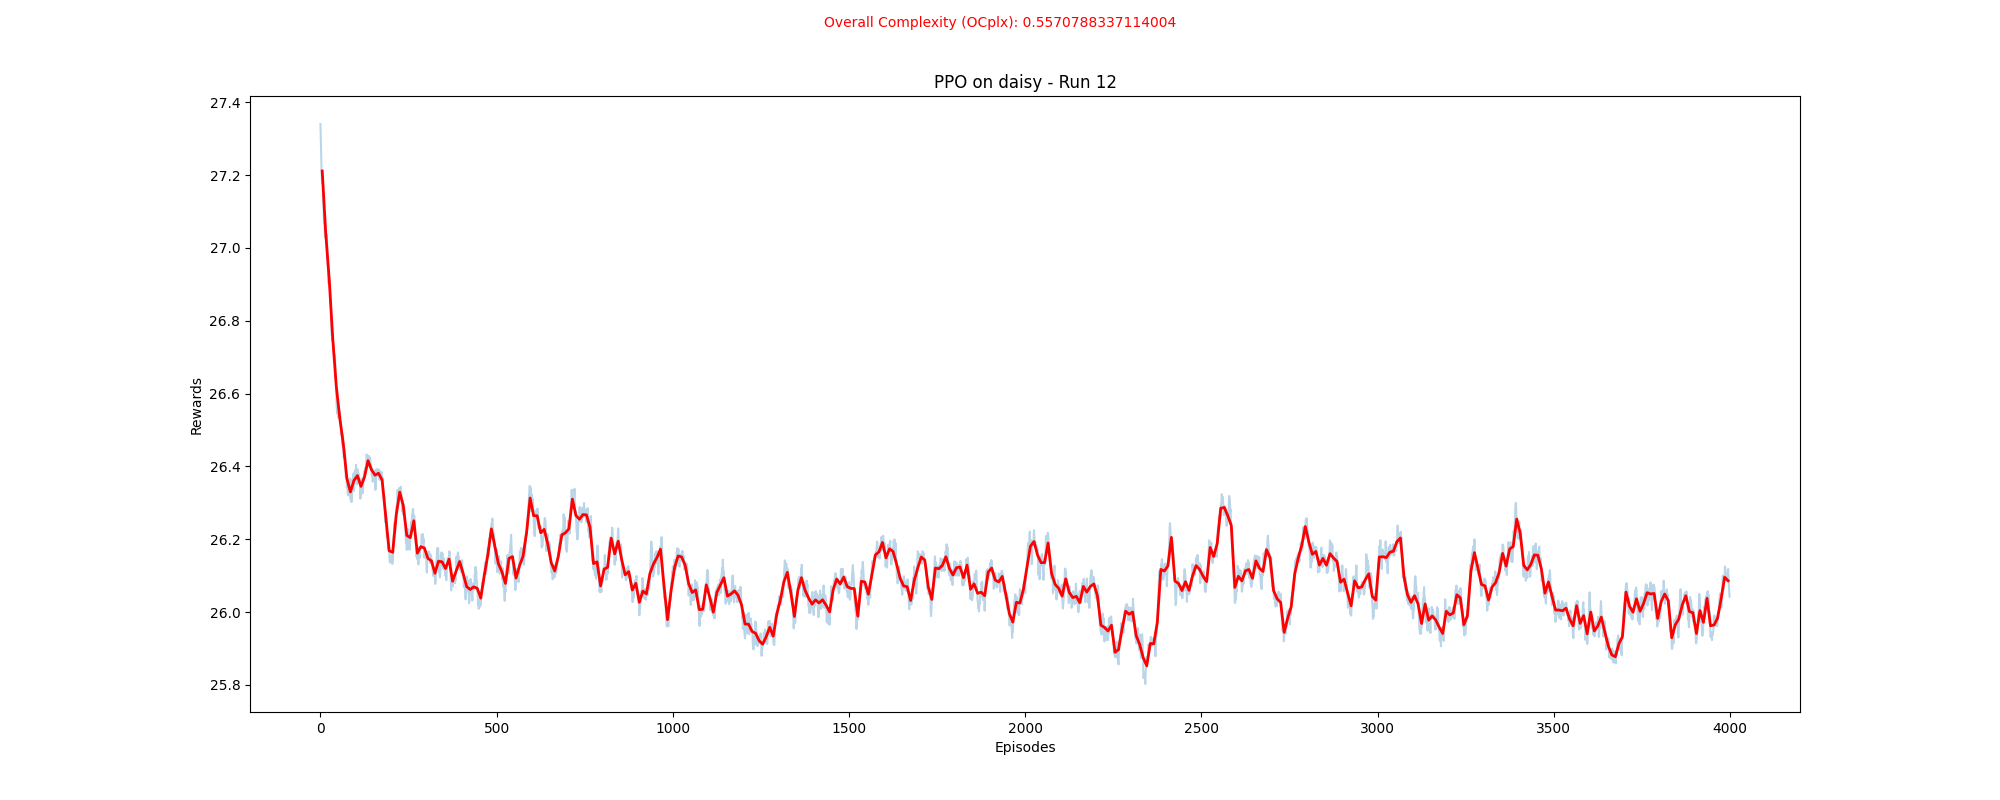 Overall Complexity (OCplx): 0.5570788337114004
PPO on daisy - Run 12
27.4
27.2
27.0
26.8
26.6
26.4
26.2
26.0
25.8
Rewards
0 500 1000 1500 2000 2500 3000 3500 4000
Episodes